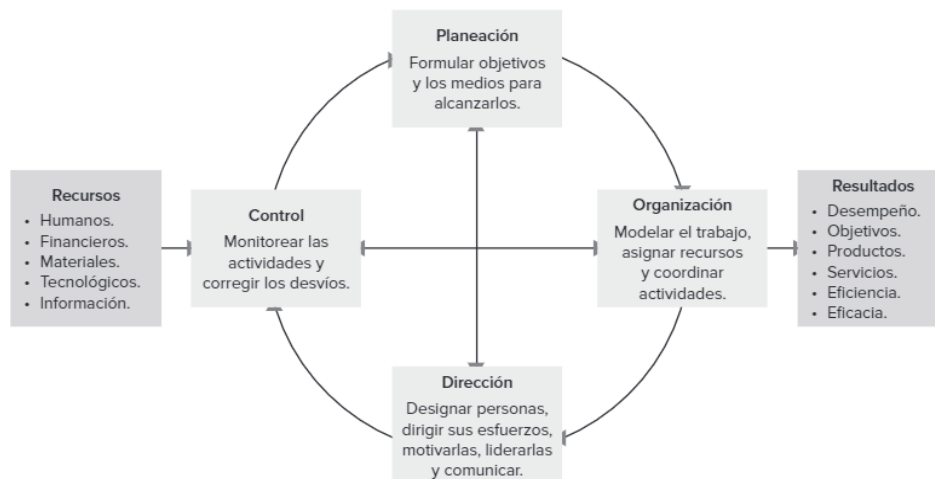 Planeación
Formular objetivos
y los medios para
alcanzarlos.
Recursos
• Humanos.
• Financieros.
• Materiales.
• Tecnológicos.
• Información.
Control
Monitorear las
actividades y
corregir los desvíos.
Organización
Modelar el trabajo,
asignar recursos
y coordinar
actividades.
Resultados
• Desempeño.
• Objetivos.
• Productos.
• Servicios.
• Eficiencia.
• Eficacia.
Dirección
Designar personas,
dirigir sus esfuerzos,
motivarlas, liderarlas
y comunicar.